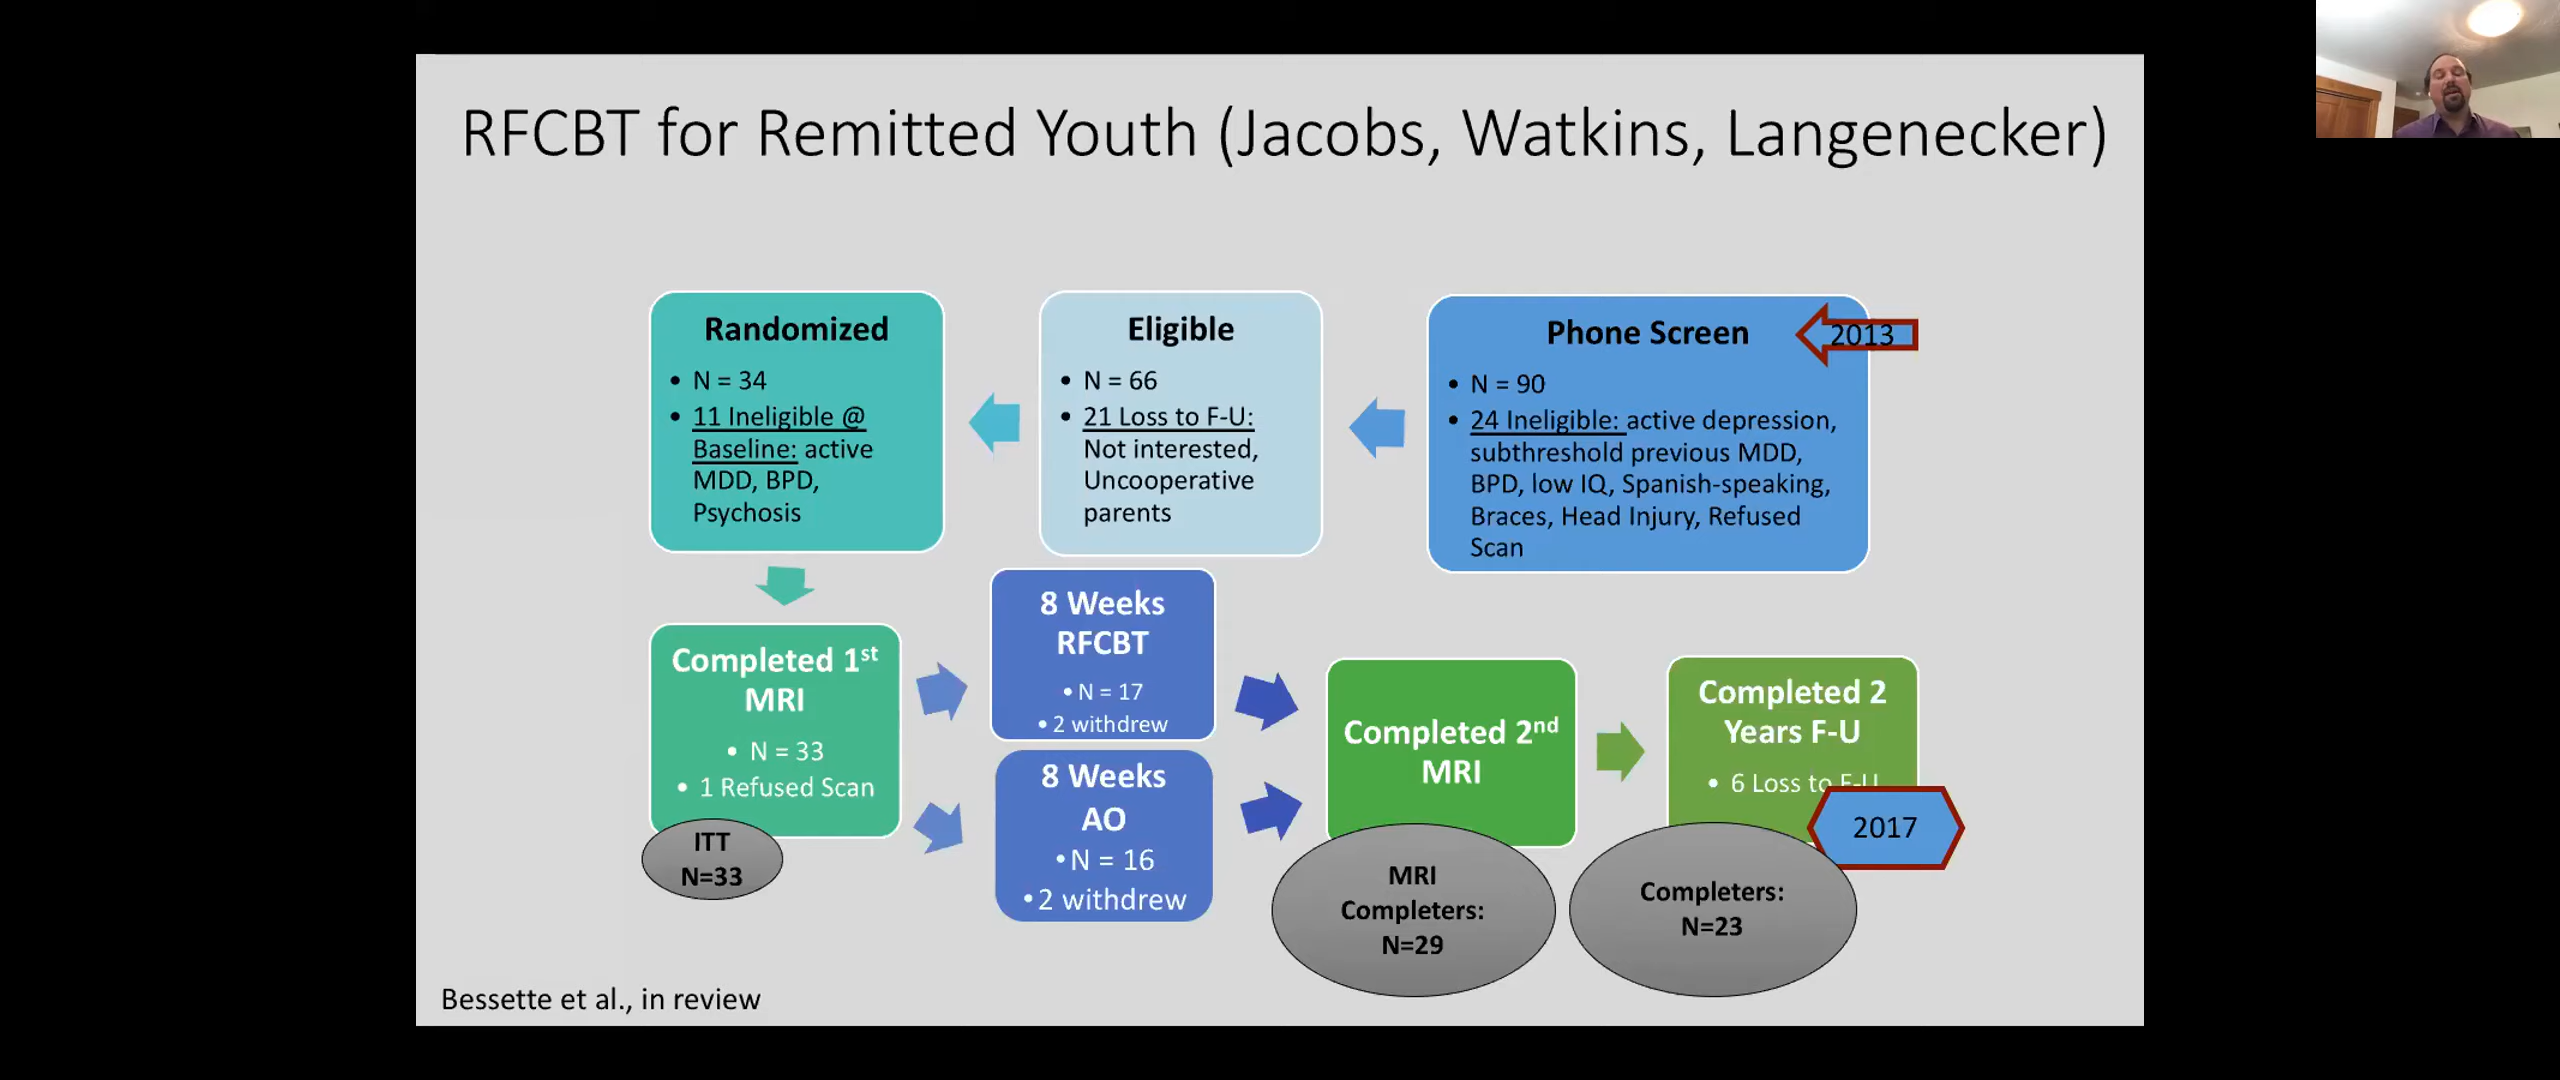 RFCBT for Remitted Youth (Jacobs, Watkins, Langenecker)
Randomized
• N = 34
• 11 Ineligible @
Baseline: active
MDD, BPD,
Psychosis
Eligible
• N = 66
• 21 Loss to F-U:
Not interested,
Uncooperative
parents
Phone Screen
2013
• N = 90
• 24 Ineligible: active depression,
subthreshold previous MDD,
BPD, low IQ, Spanish-speaking,
Braces, Head Injury, Refused
Scan
Completed 1st
MRI
• N = 33
• 1 Refused Scan
ITT
N=33
8 Weeks
RFCBT
• N = 17
• 2 withdrew
8 Weeks
AO
• N = 16
• 2 withdrew
Completed 2nd
MRI
MRI
Completers:
N=29
Completed 2
Years F-U
• 6 Loss to F-U
2017
Completers:
N=23
Bessette et al., in review